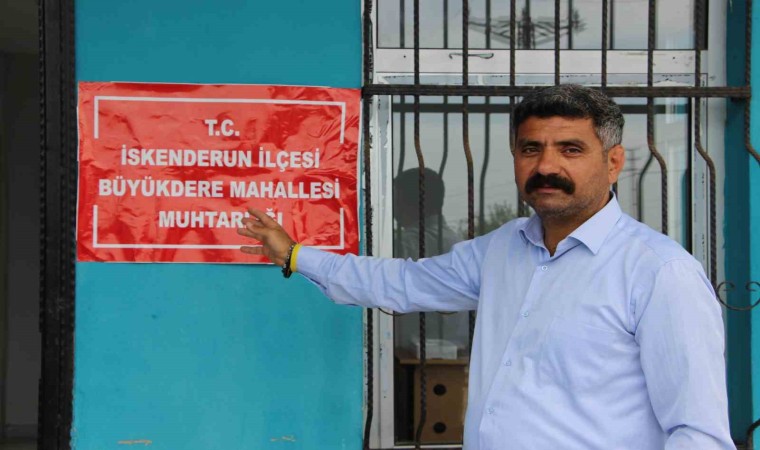 T.C.
İSKENDERUN İLÇESİ
BÜYÜKDERE MAHALLESİ
MUHTARLIĞI